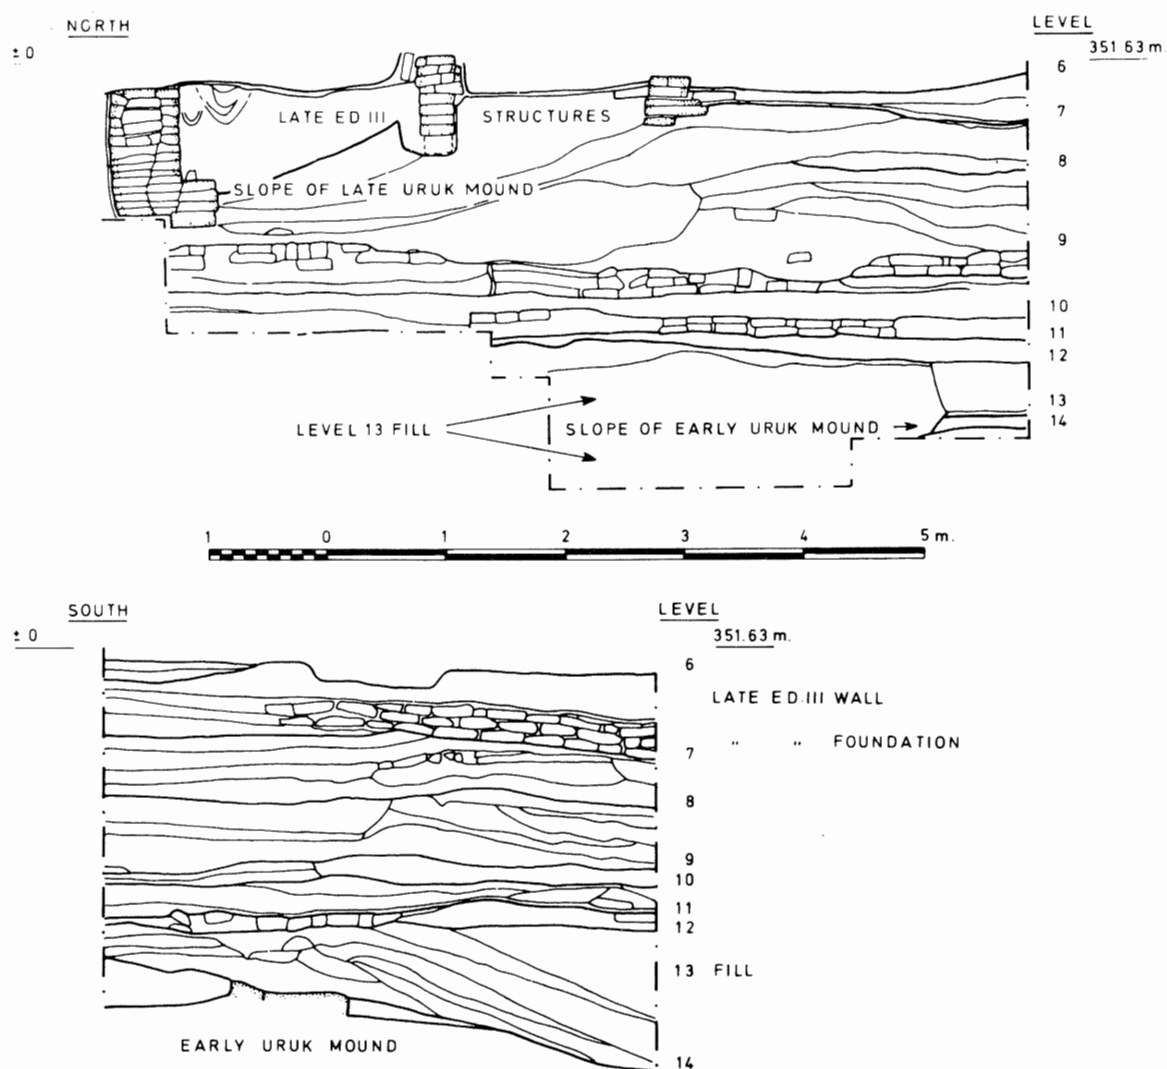 NORTH
LEVEL
± 0
351 63 m.
6
LATE ED III STRUCTURES
7
8
SLOPE OF LATE URUK MOUND
9
10
11
12
13
14
LEVEL 13 FILL
SLOPE OF EARLY URUK MOUND
1 0 1 2 3 4 5 m.
SOUTH
LEVEL
± 0
351.63 m.
6
LATE ED III WALL
" " FOUNDATION
7
8
9
10
11
12
13 FILL
EARLY URUK MOUND
14